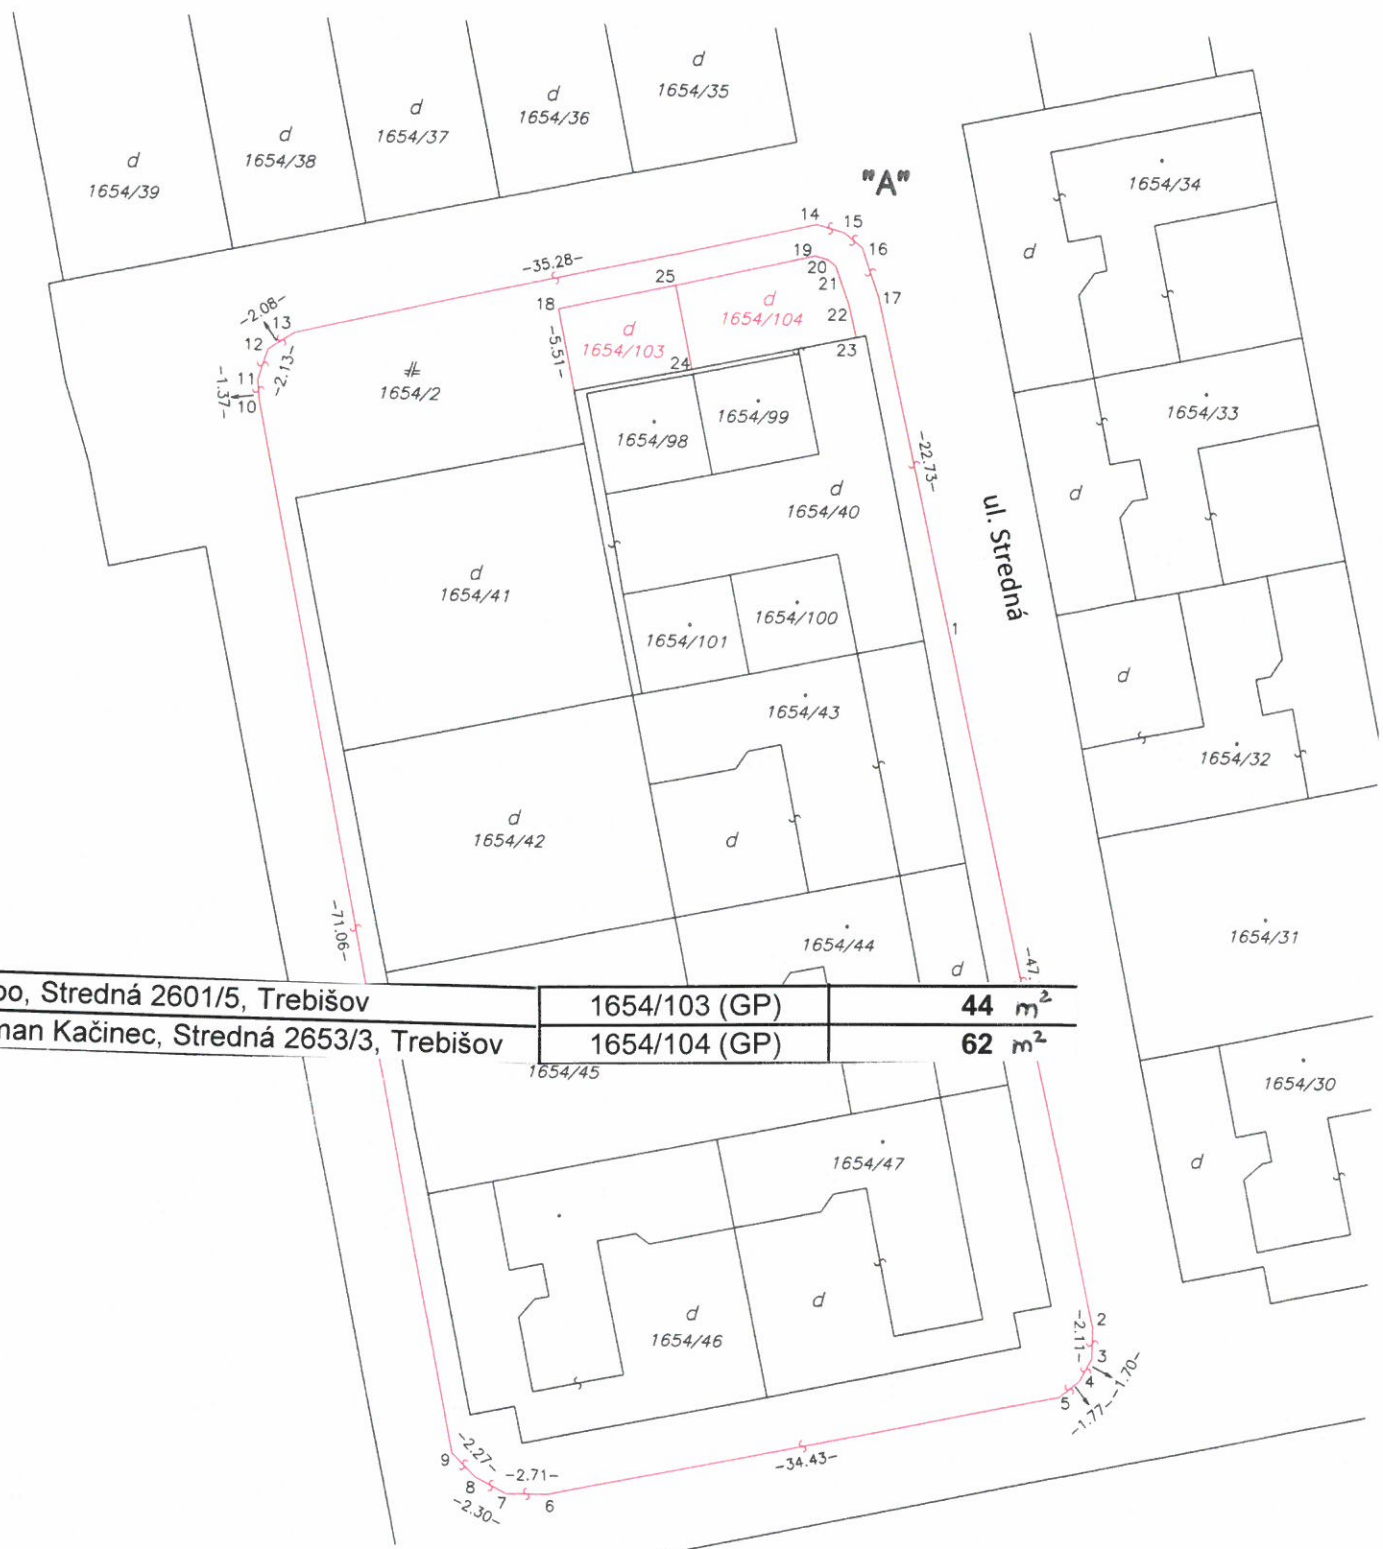 d
1654/35
d
1654/36
d
1654/37
d
1654/38
d
1654/39
"A"
1654/34
d
14
15
16
17
-35.28-
25
19
20
21
22
23
18
-2.08-
13
12
-2.13-
11
-1.37-
10
1654/2
-5.51-
d
1654/103
d
1654/104
24
1654/98
1654/99
d
1654/40
1654/33
d
-22.73-
ul. Stredná
d
1654/41
1654/101
1654/100
1
d
1654/43
1654/32
d
1654/42
d
-71.06-
1654/44
d
-47.
1654/31
oo, Stredná 2601/5, Trebišov 1654/103 (GP) 44 m²
man Kačinec, Stredná 2653/3, Trebišov 1654/104 (GP) 62 m²
1654/45
1654/30
d
1654/47
d
1654/46
d
2
-2.11-
3
4
-1.70-
5
-1.77-
-34.43-
9
-2.27-
8
-2.71-
7
-2.30-
6